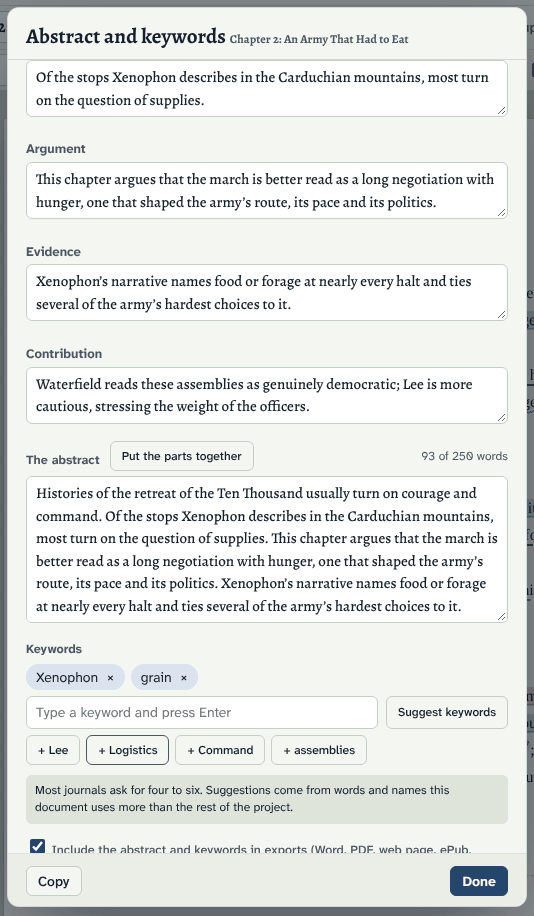 Abstract and keywords Chapter 2: An Army That Had to Eat
Of the stops Xenophon describes in the Carduchian mountains, most turn
on the question of supplies.
Argument
This chapter argues that the march is better read as a long negotiation with
hunger, one that shaped the army's route, its pace and its politics.
Evidence
Xenophon's narrative names food or forage at nearly every halt and ties
several of the army's hardest choices to it.
Contribution
Waterfield reads these assemblies as genuinely democratic; Lee is more
cautious, stressing the weight of the officers.
The abstract Put the parts together 93 of 250 words
Histories of the retreat of the Ten Thousand usually turn on courage and
command. Of the stops Xenophon describes in the Carduchian mountains,
most turn on the question of supplies. This chapter argues that the march is
better read as a long negotiation with hunger, one that shaped the army's
route, its pace and its politics. Xenophon's narrative names food or forage
at nearly every halt and ties several of the army's hardest choices to it.
Keywords
Xenophon × grain ×
Type a keyword and press Enter Suggest keywords
+ Lee + Logistics + Command + assemblies
Most journals ask for four to six. Suggestions come from words and names this
document uses more than the rest of the project.
Include the abstract and keywords in exports (Word, PDF, web page, ePub,
Copy Done